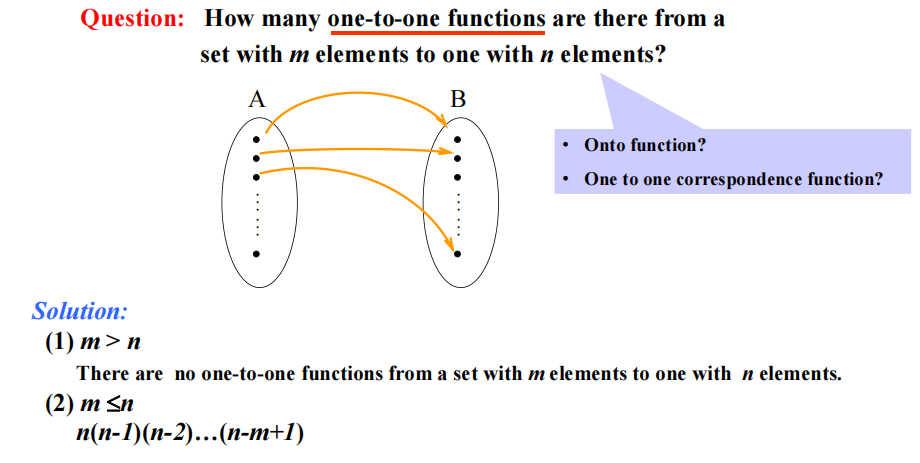 Question: How many one-to-one functions are there from a
set with m elements to one with n elements?
A
B
• Onto function?
• One to one correspondence function?
Solution:
(1) m > n
There are no one-to-one functions from a set with m elements to one with n elements.
(2) m ≤n
n(n-1)(n-2)…(n-m+1)